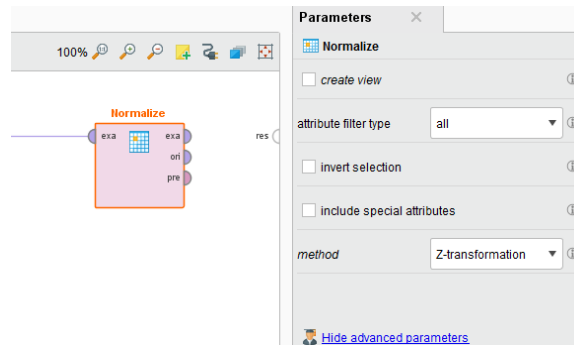 Parameters
100%
Normalize
create view
Normalize
attribute filter type
all
exa
exa
res
ori
invert selection
pre
include special attributes
method
Z-transformation
Hide advanced parameters